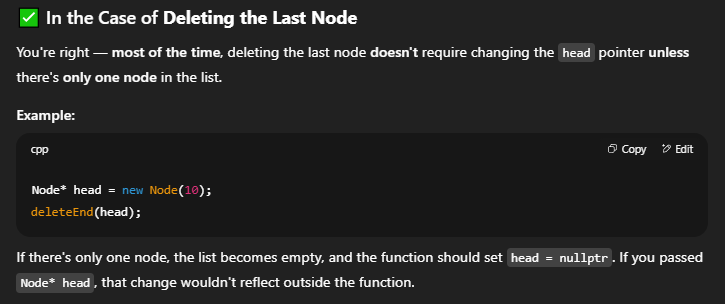 ✅ In the Case of Deleting the Last Node
You're right — most of the time, deleting the last node doesn't require changing the head pointer unless
there's only one node in the list.
Example:
cpp
Copy
Edit
Node* head = new Node(10);
deleteEnd(head);
If there's only one node, the list becomes empty, and the function should set head = nullptr. If you passed
Node* head, that change wouldn't reflect outside the function.